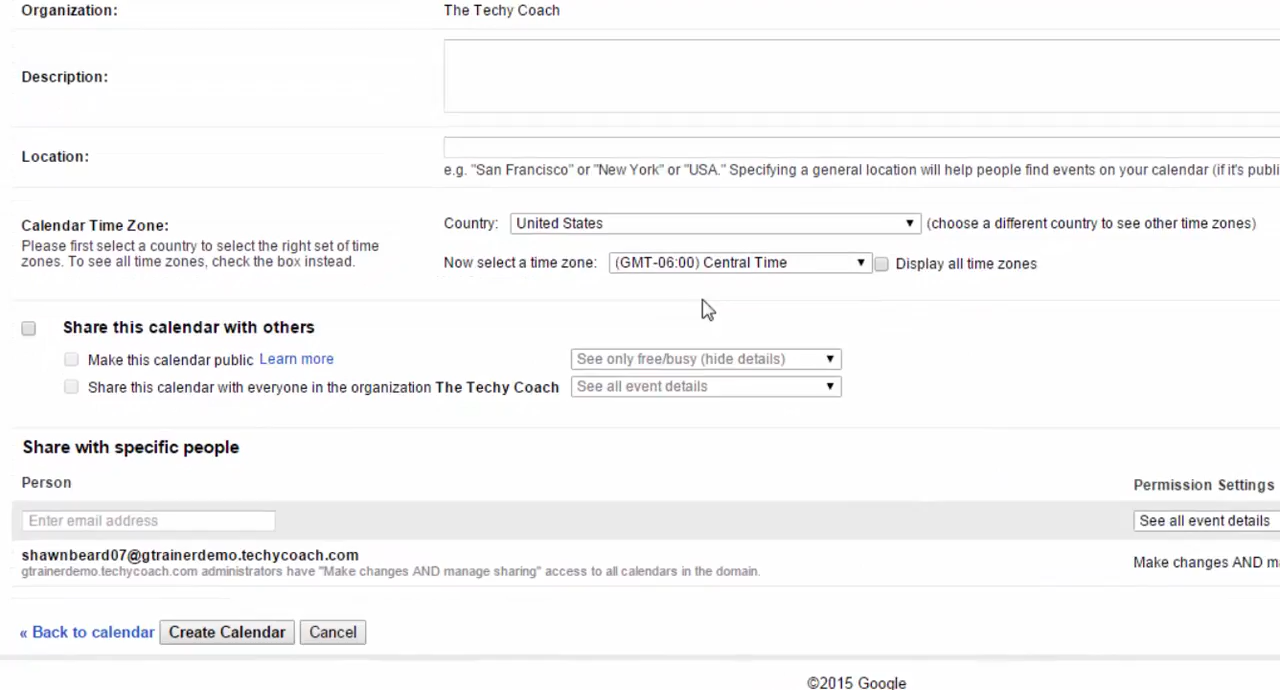 Organization: The Techy Coach
Description:
Location:
e.g. "San Francisco" or "New York" or "USA." Specifying a general location will help people find events on your calendar (if it's publi
Calendar Time Zone: Country: United States (choose a different country to see other time zones)
Please first select a country to select the right set of time
zones. To see all time zones, check the box instead.
Now select a time zone: (GMT-06:00) Central Time Display all time zones
Share this calendar with others
Make this calendar public Learn more See only free/busy (hide details)
Share this calendar with everyone in the organization The Techy Coach See all event details
Share with specific people
Person Permission Settings
Enter email address See all event details
shawnbeard07@gtrainerdemo.techycoach.com Make changes AND ma
gtrainerdemo.techycoach.com administrators have "Make changes AND manage sharing" access to all calendars in the domain.
« Back to calendar Create Calendar Cancel
©2015 Google